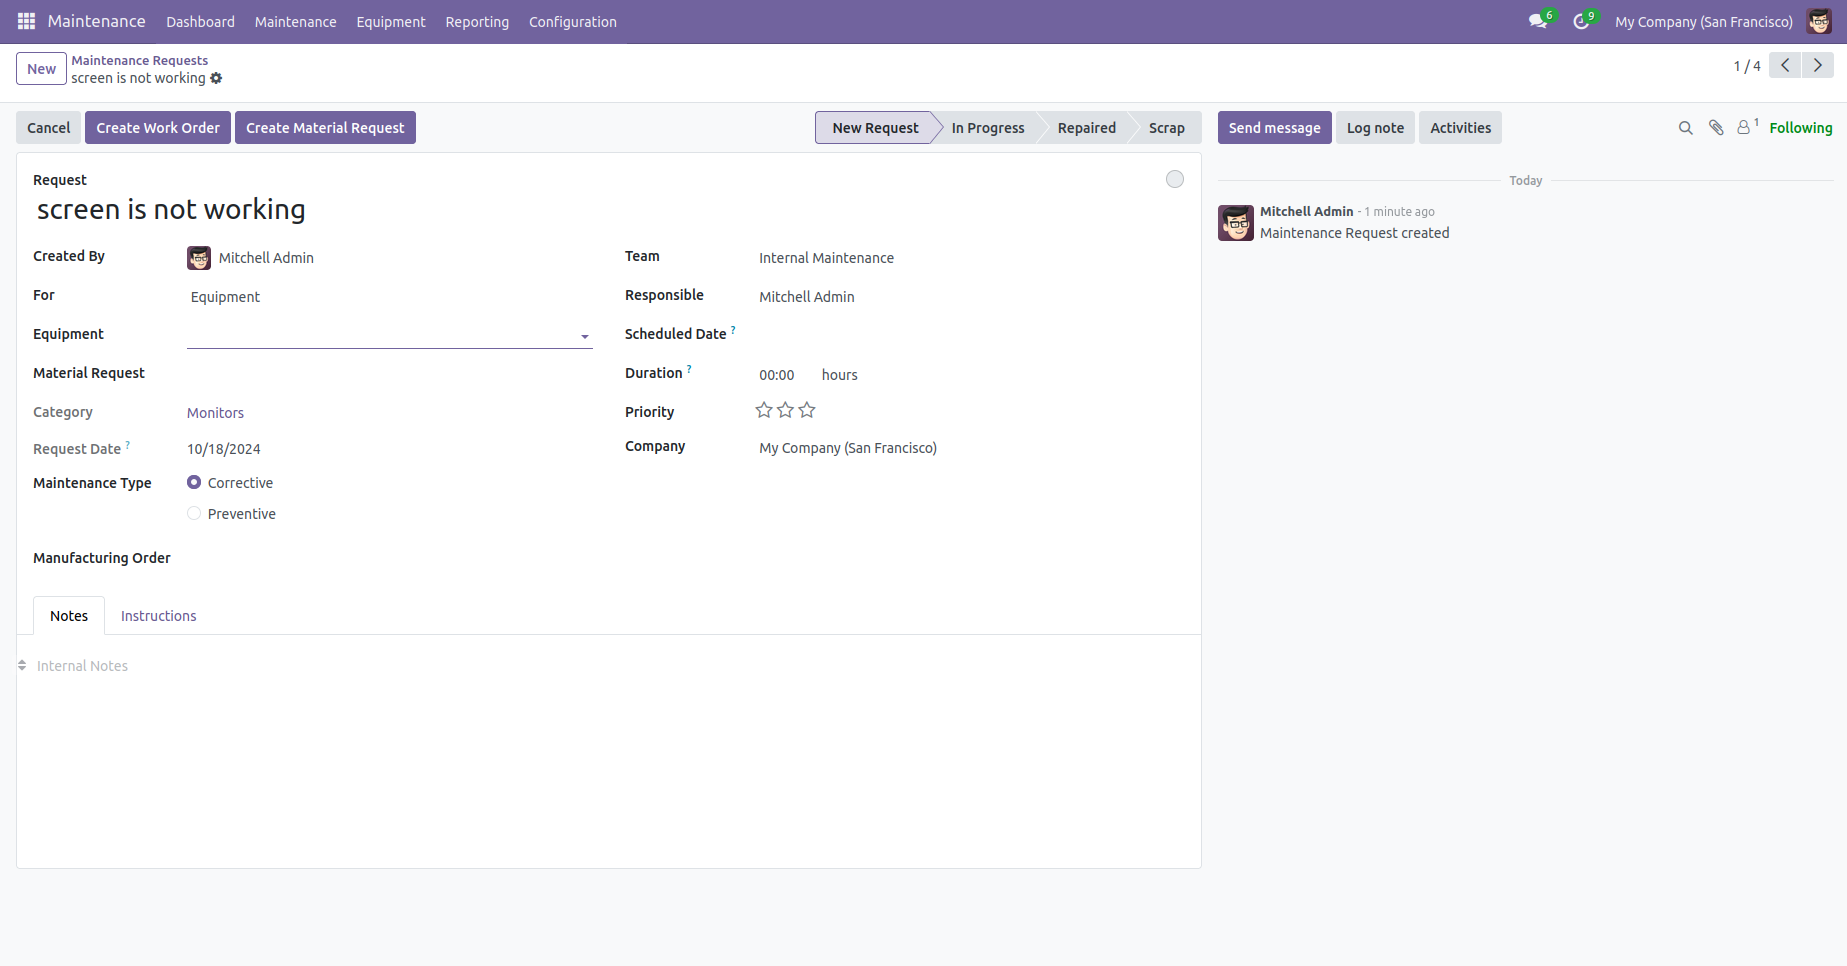 Maintenance Dashboard Maintenance Equipment Reporting Configuration 6 9 My Company (San Francisco)
New Maintenance Requests
screen is not working
1 / 4
Cancel Create Work Order Create Material Request New Request In Progress Repaired Scrap Send message Log note Activities 1 Following
Request
screen is not working
Created By Mitchell Admin
For Equipment
Equipment
Material Request
Category Monitors
Request Date ? 10/18/2024
Maintenance Type Corrective
Preventive
Manufacturing Order
Team Internal Maintenance
Responsible Mitchell Admin
Scheduled Date ?
Duration ? 00:00 hours
Priority
Company My Company (San Francisco)
Notes Instructions
Internal Notes
Today
Mitchell Admin - 1 minute ago
Maintenance Request created